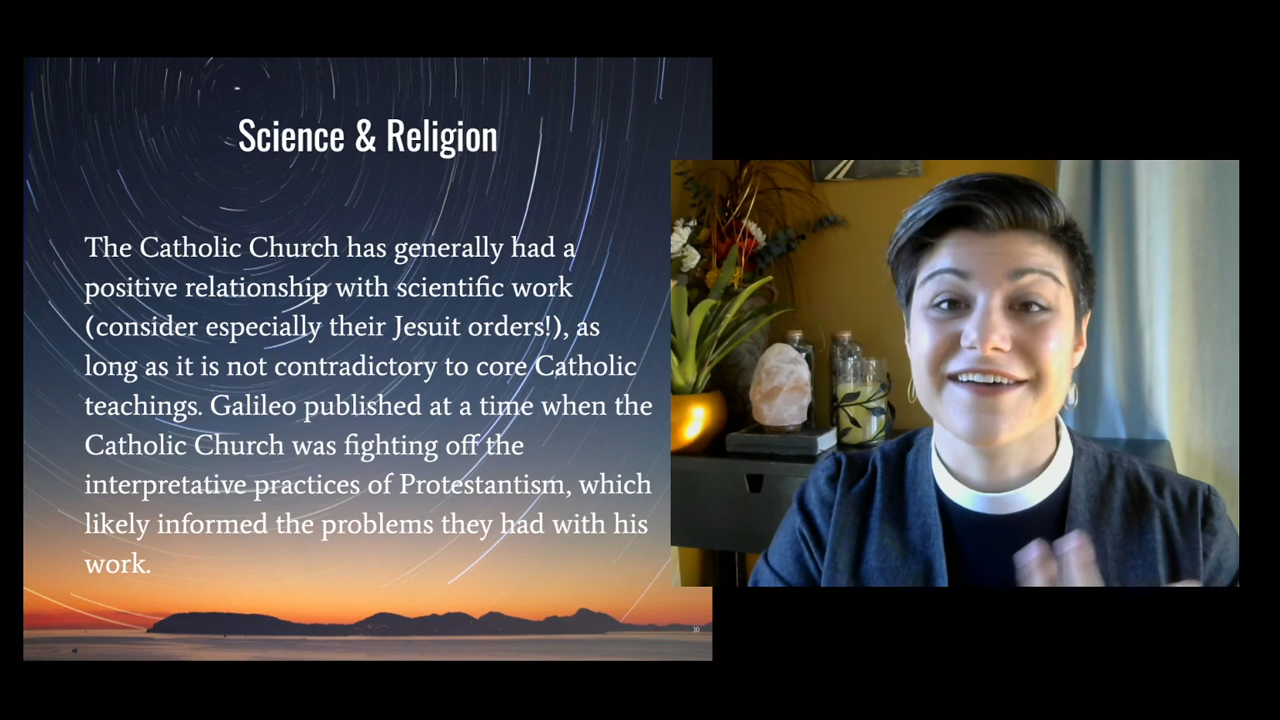 Science & Religion
The Catholic Church has generally had a
positive relationship with scientific work
(consider especially their Jesuit orders!), as
long as it is not contradictory to core Catholic
teachings. Galileo published at a time when the
Catholic Church was fighting off the
interpretative practices of Protestantism, which
likely informed the problems they had with his
work.
10